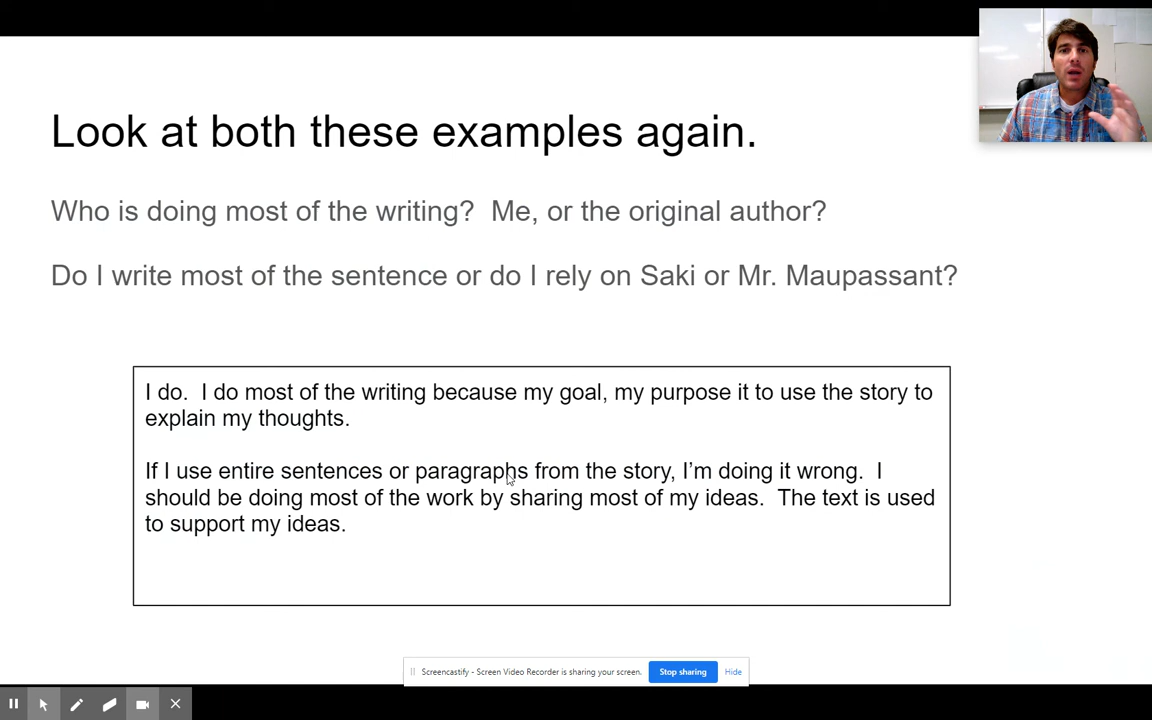 Look at both these examples again.
Who is doing most of the writing?  Me, or the original author?
Do I write most of the sentence or do I rely on Saki or Mr. Maupassant?
I do.  I do most of the writing because my goal, my purpose it to use the story to
explain my thoughts.
If I use entire sentences or paragraphs from the story, I'm doing it wrong.  I
should be doing most of the work by sharing most of my ideas.  The text is used
to support my ideas.
Screencastify - Screen Video Recorder is sharing your screen.
Stop sharing
Hide